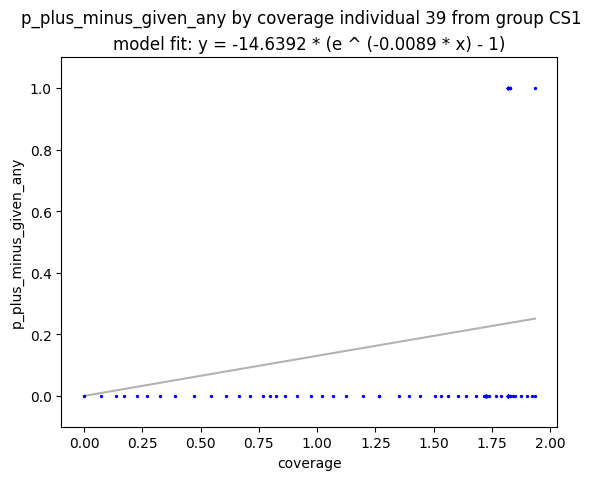 p_plus_minus_given_any by coverage individual 39 from group CS1
model fit: y = -14.6392 * (e ^ (-0.0089 * x) - 1)
1.0
0.8
0.6
0.4
0.2
0.0
p_plus_minus_given_any
0.00 0.25 0.50 0.75 1.00 1.25 1.50 1.75 2.00
coverage